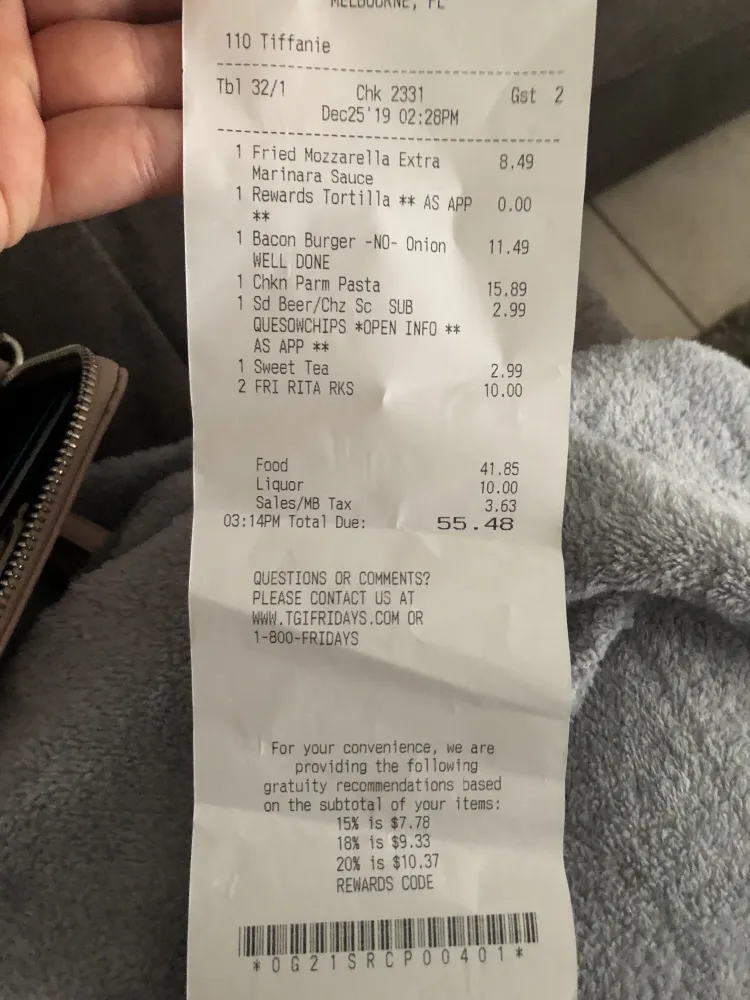 MELBOURNE, FL
110 Tiffanie
Tbl 32/1 Chk 2331 Gst 2
Dec25'19 02:28PM
1 Fried Mozzarella Extra 8.49
Marinara Sauce
1 Rewards Tortilla ** AS APP 0.00
**
1 Bacon Burger -NO- Onion 11.49
WELL DONE
1 Chkn Parm Pasta 15.89
1 Sd Beer/Chz Sc SUB 2.99
QUESOWCHIPS *OPEN INFO **
AS APP **
1 Sweet Tea 2.99
2 FRI RITA RKS 10.00
Food 41.85
Liquor 10.00
Sales/MB Tax 3.63
03:14PM Total Due: 55.48
QUESTIONS OR COMMENTS?
PLEASE CONTACT US AT
WWW.TGIFRIDAYS.COM OR
1-800-FRIDAYS
For your convenience, we are
providing the following
gratuity recommendations based
on the subtotal of your items:
15% is $7.78
18% is $9.33
20% is $10.37
REWARDS CODE
*0G21SRCP00401*